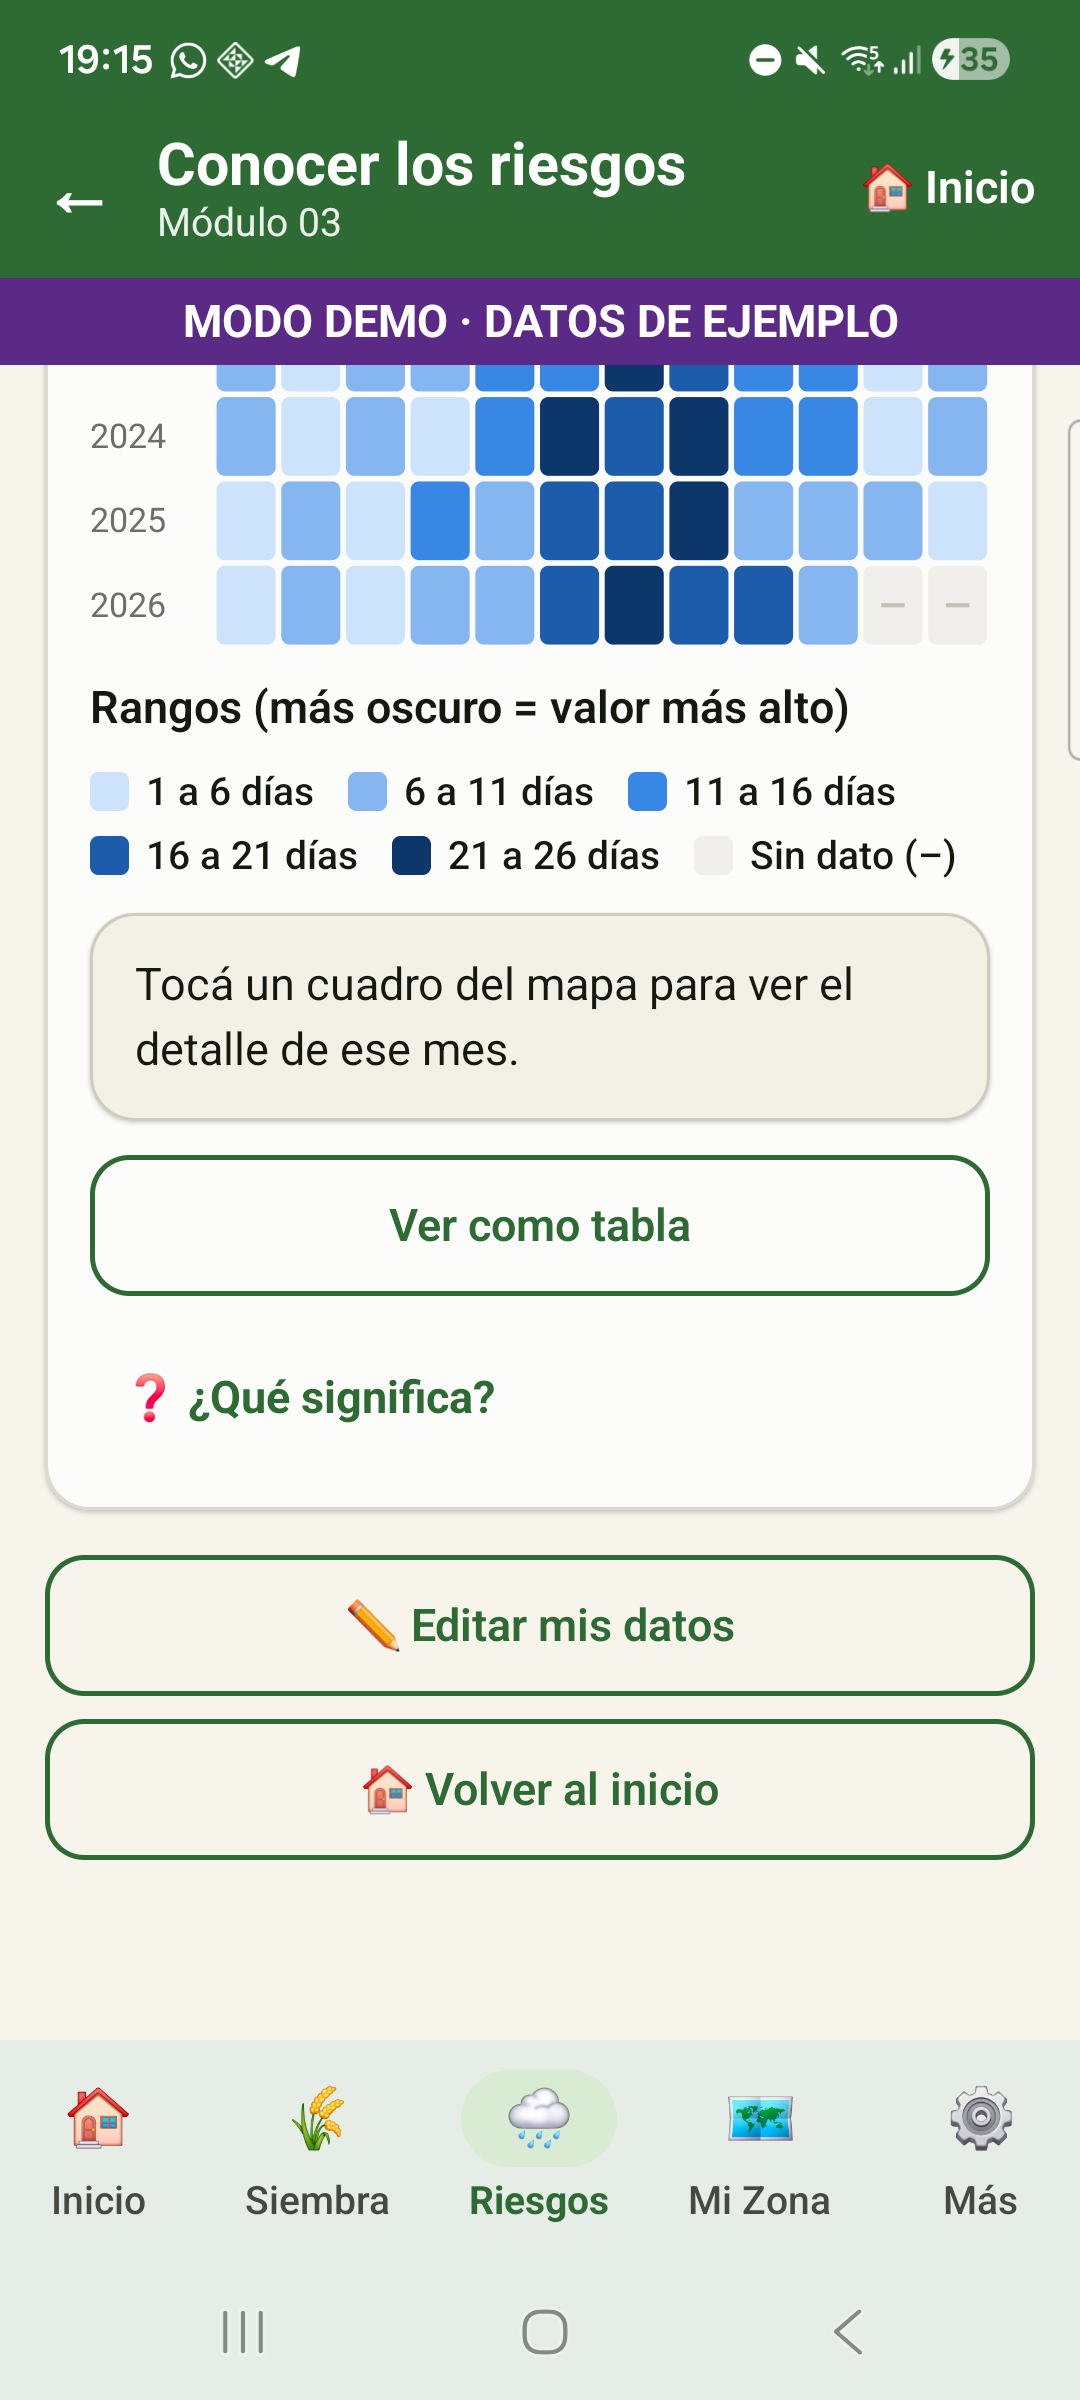 19:15
5
35
Conocer los riesgos
Módulo 03
Inicio
MODO DEMO · DATOS DE EJEMPLO
2024
2025
2026 – –
Rangos (más oscuro = valor más alto)
1 a 6 días 6 a 11 días 11 a 16 días
16 a 21 días 21 a 26 días Sin dato (–)
Tocá un cuadro del mapa para ver el
detalle de ese mes.
Ver como tabla
❓ ¿Qué significa?
Editar mis datos
Volver al inicio
Inicio Siembra Riesgos Mi Zona Más